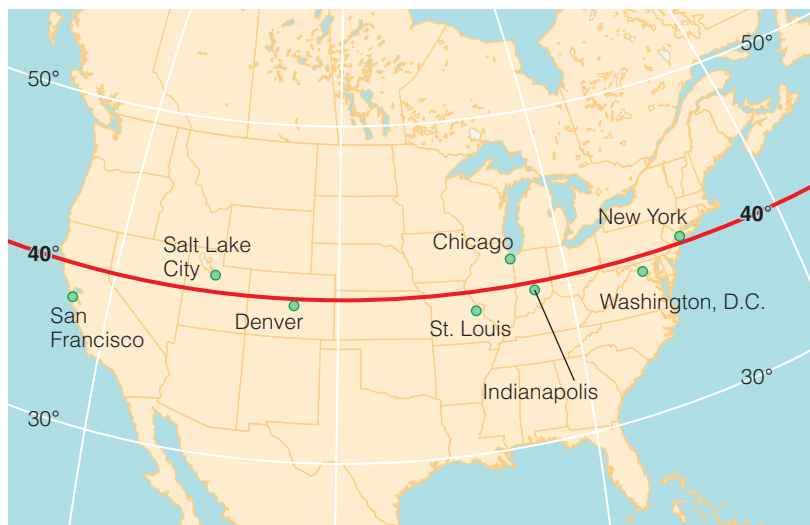 50°
50°
New York
40°
Chicago
Salt Lake
City
40°
Washington, D.C.
San
Francisco
Denver
St. Louis
30°
Indianapolis
30°